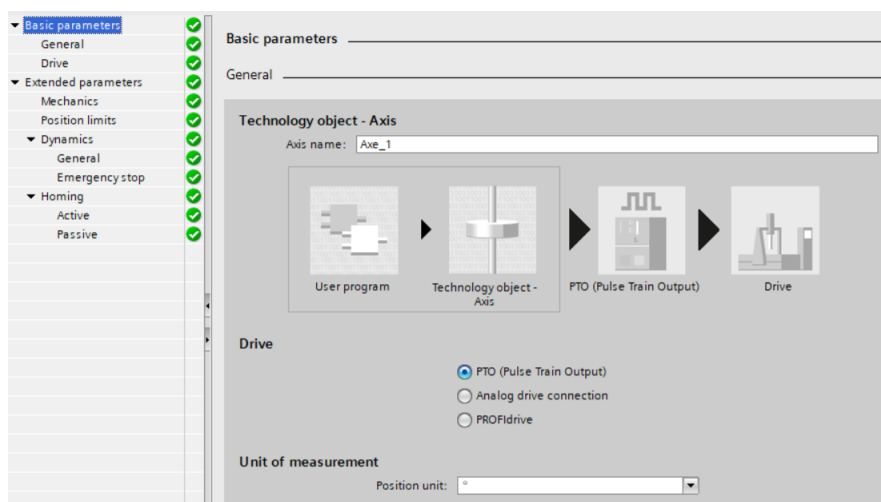 Basic parameters
General
Drive
Extended parameters
Mechanics
Position limits
Dynamics
General
Emergency stop
Homing
Active
Passive
Basic parameters
General
Technology object - Axis
Axis name: Axe_1
User program
Technology object -
Axis
PTO (Pulse Train Output)
Drive
Drive
PTO (Pulse Train Output)
Analog drive connection
PROFIdrive
Unit of measurement
Position unit: °